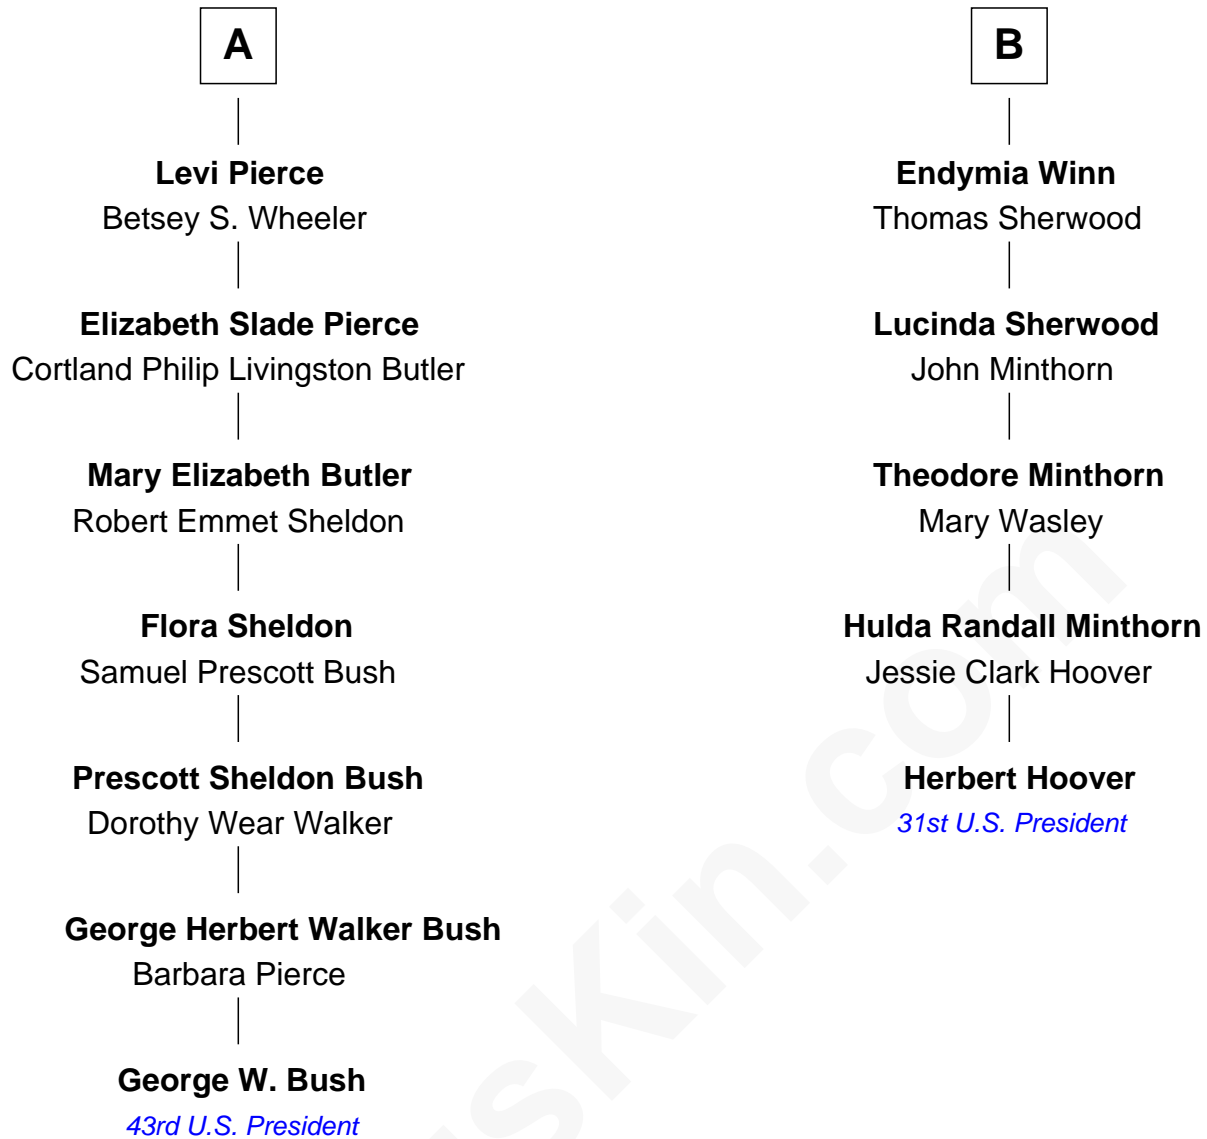 A
Levi Pierce
Betsey S. Wheeler
Elizabeth Slade Pierce
Cortland Philip Livingston Butler
Mary Elizabeth Butler
Robert Emmet Sheldon
Flora Sheldon
Samuel Prescott Bush
Prescott Sheldon Bush
Dorothy Wear Walker
George Herbert Walker Bush
Barbara Pierce
George W. Bush
43rd U.S. President
B
Endymia Winn
Thomas Sherwood
Lucinda Sherwood
John Minthorn
Theodore Minthorn
Mary Wasley
Hulda Randall Minthorn
Jessie Clark Hoover
Herbert Hoover
31st U.S. President